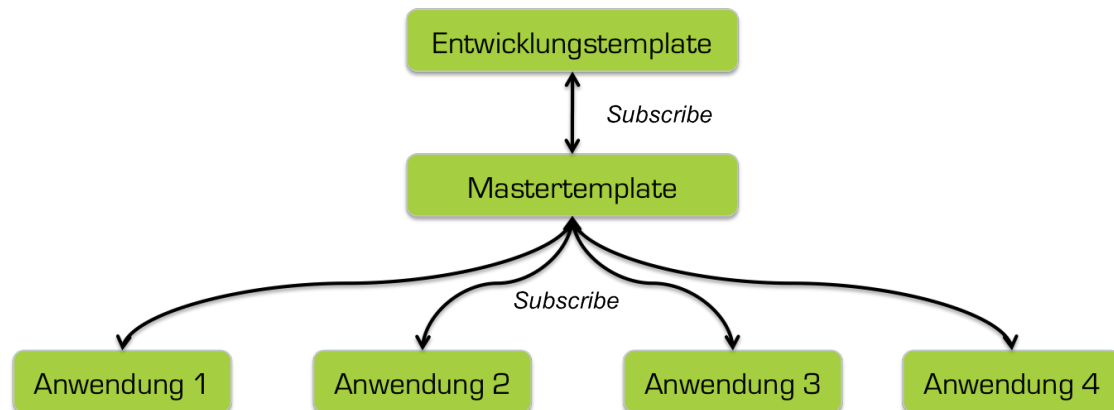 Entwicklungstemplate
Subscribe
Mastertemplate
Subscribe
Anwendung 1
Anwendung 2
Anwendung 3
Anwendung 4